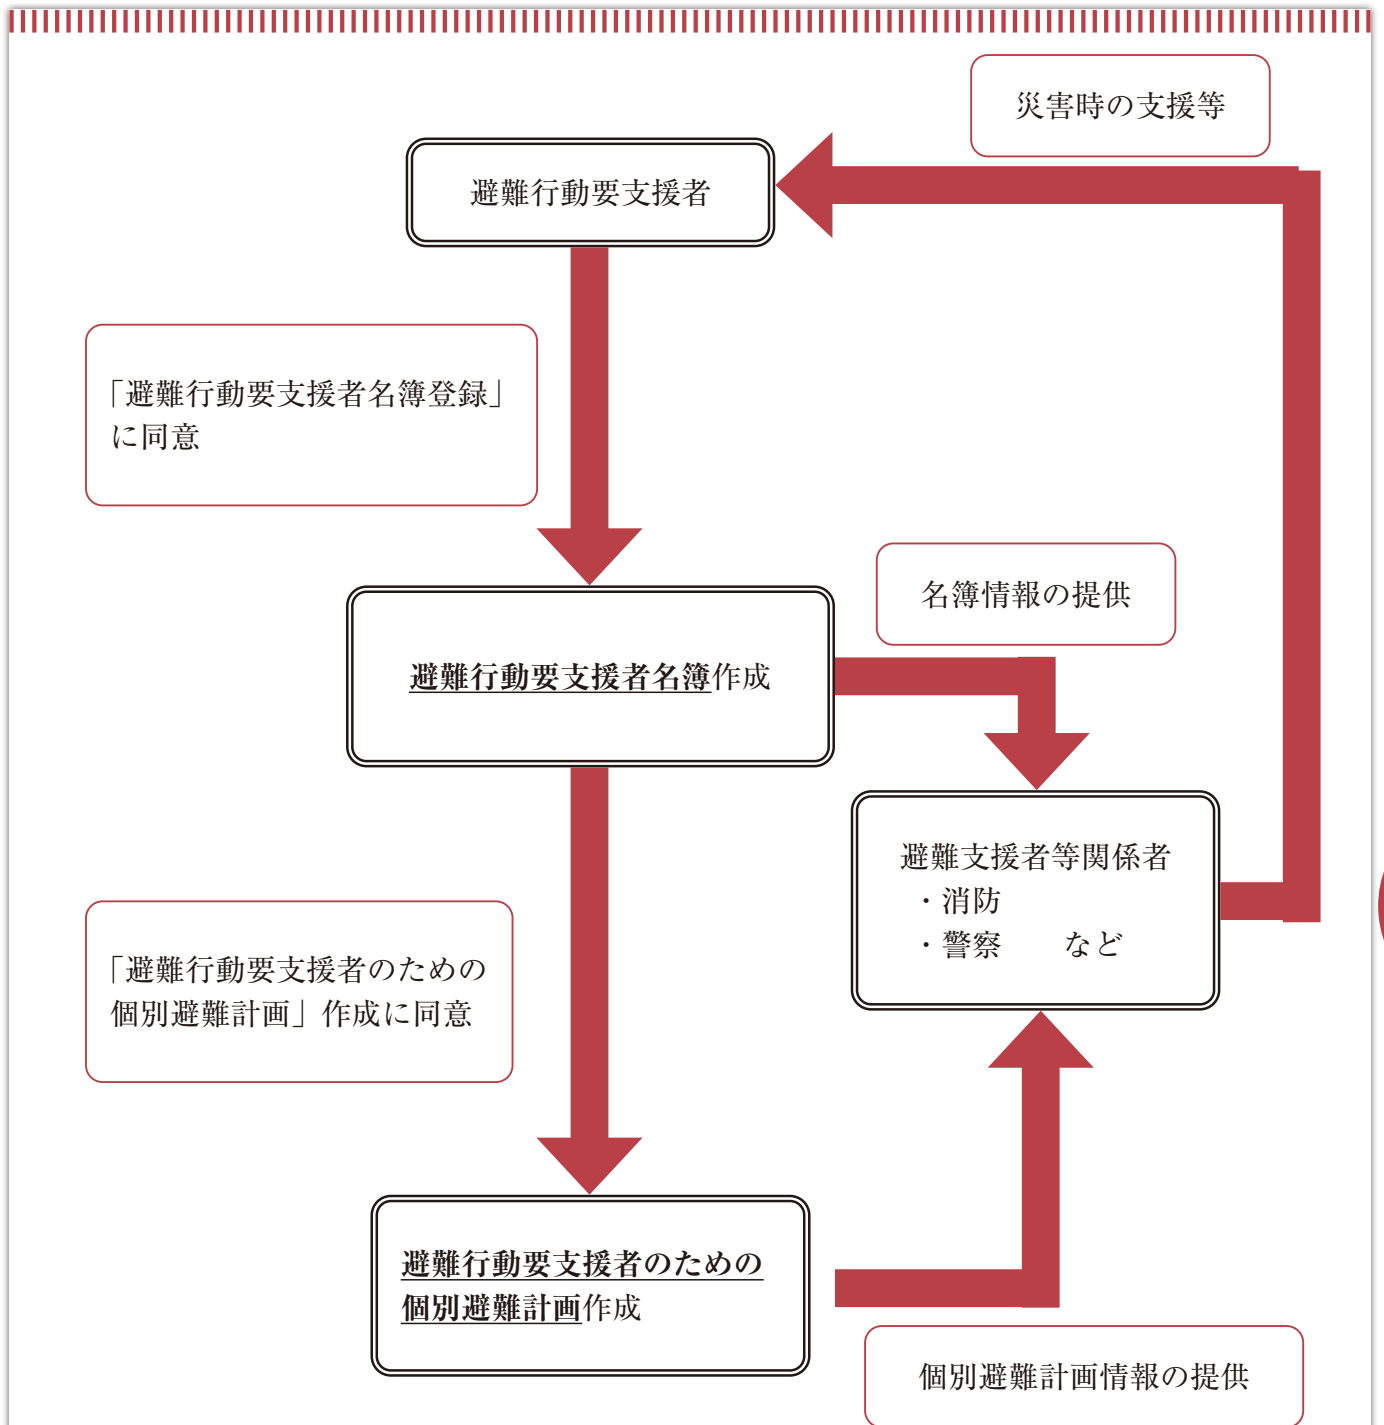 災害時の支援等
避難行動要支援者
「避難行動要支援者名簿登録」
に同意
名簿情報の提供
避難行動要支援者名簿作成
避難支援者等関係者
・消防
・警察　　など
「避難行動要支援者のための
個別避難計画」作成に同意
避難行動要支援者のための
個別避難計画作成
個別避難計画情報の提供